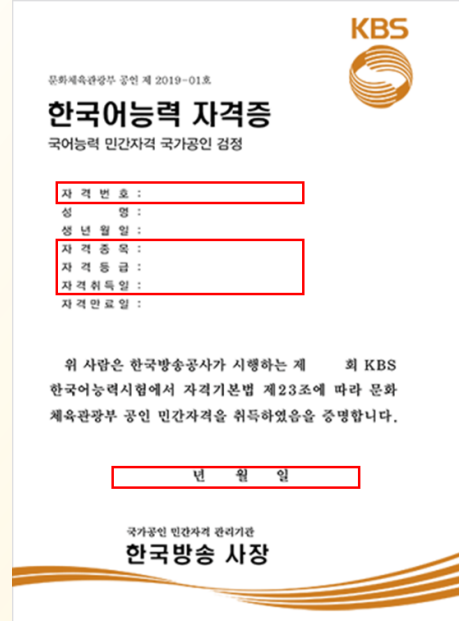 KBS
문화체육관광부 공인 제 2019-01호
한국어능력 자격증
국어능력 민간자격 국가공인 검정
자 격 번 호 :
성 명 :
생 년 월 일 :
자 격 종 목 :
자 격 등 급 :
자격취득일 :
자격만료일 :
위 사람은 한국방송공사가 시행하는 제 회 KBS
한국어능력시험에서 자격기본법 제23조에 따라 문화
체육관광부 공인 민간자격을 취득하였음을 증명합니다.
년 월 일
국가공인 민간자격 관리기관
한국방송 사장